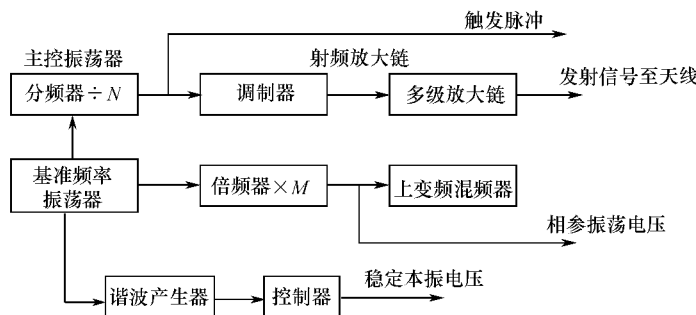 触发脉冲
主控振荡器
射频放大链
发射信号至天线
分频器÷N
调制器
多级放大链
基准频率
振荡器
倍频器×M
上变频混频器
相参振荡电压
稳定本振电压
谐波产生器
控制器